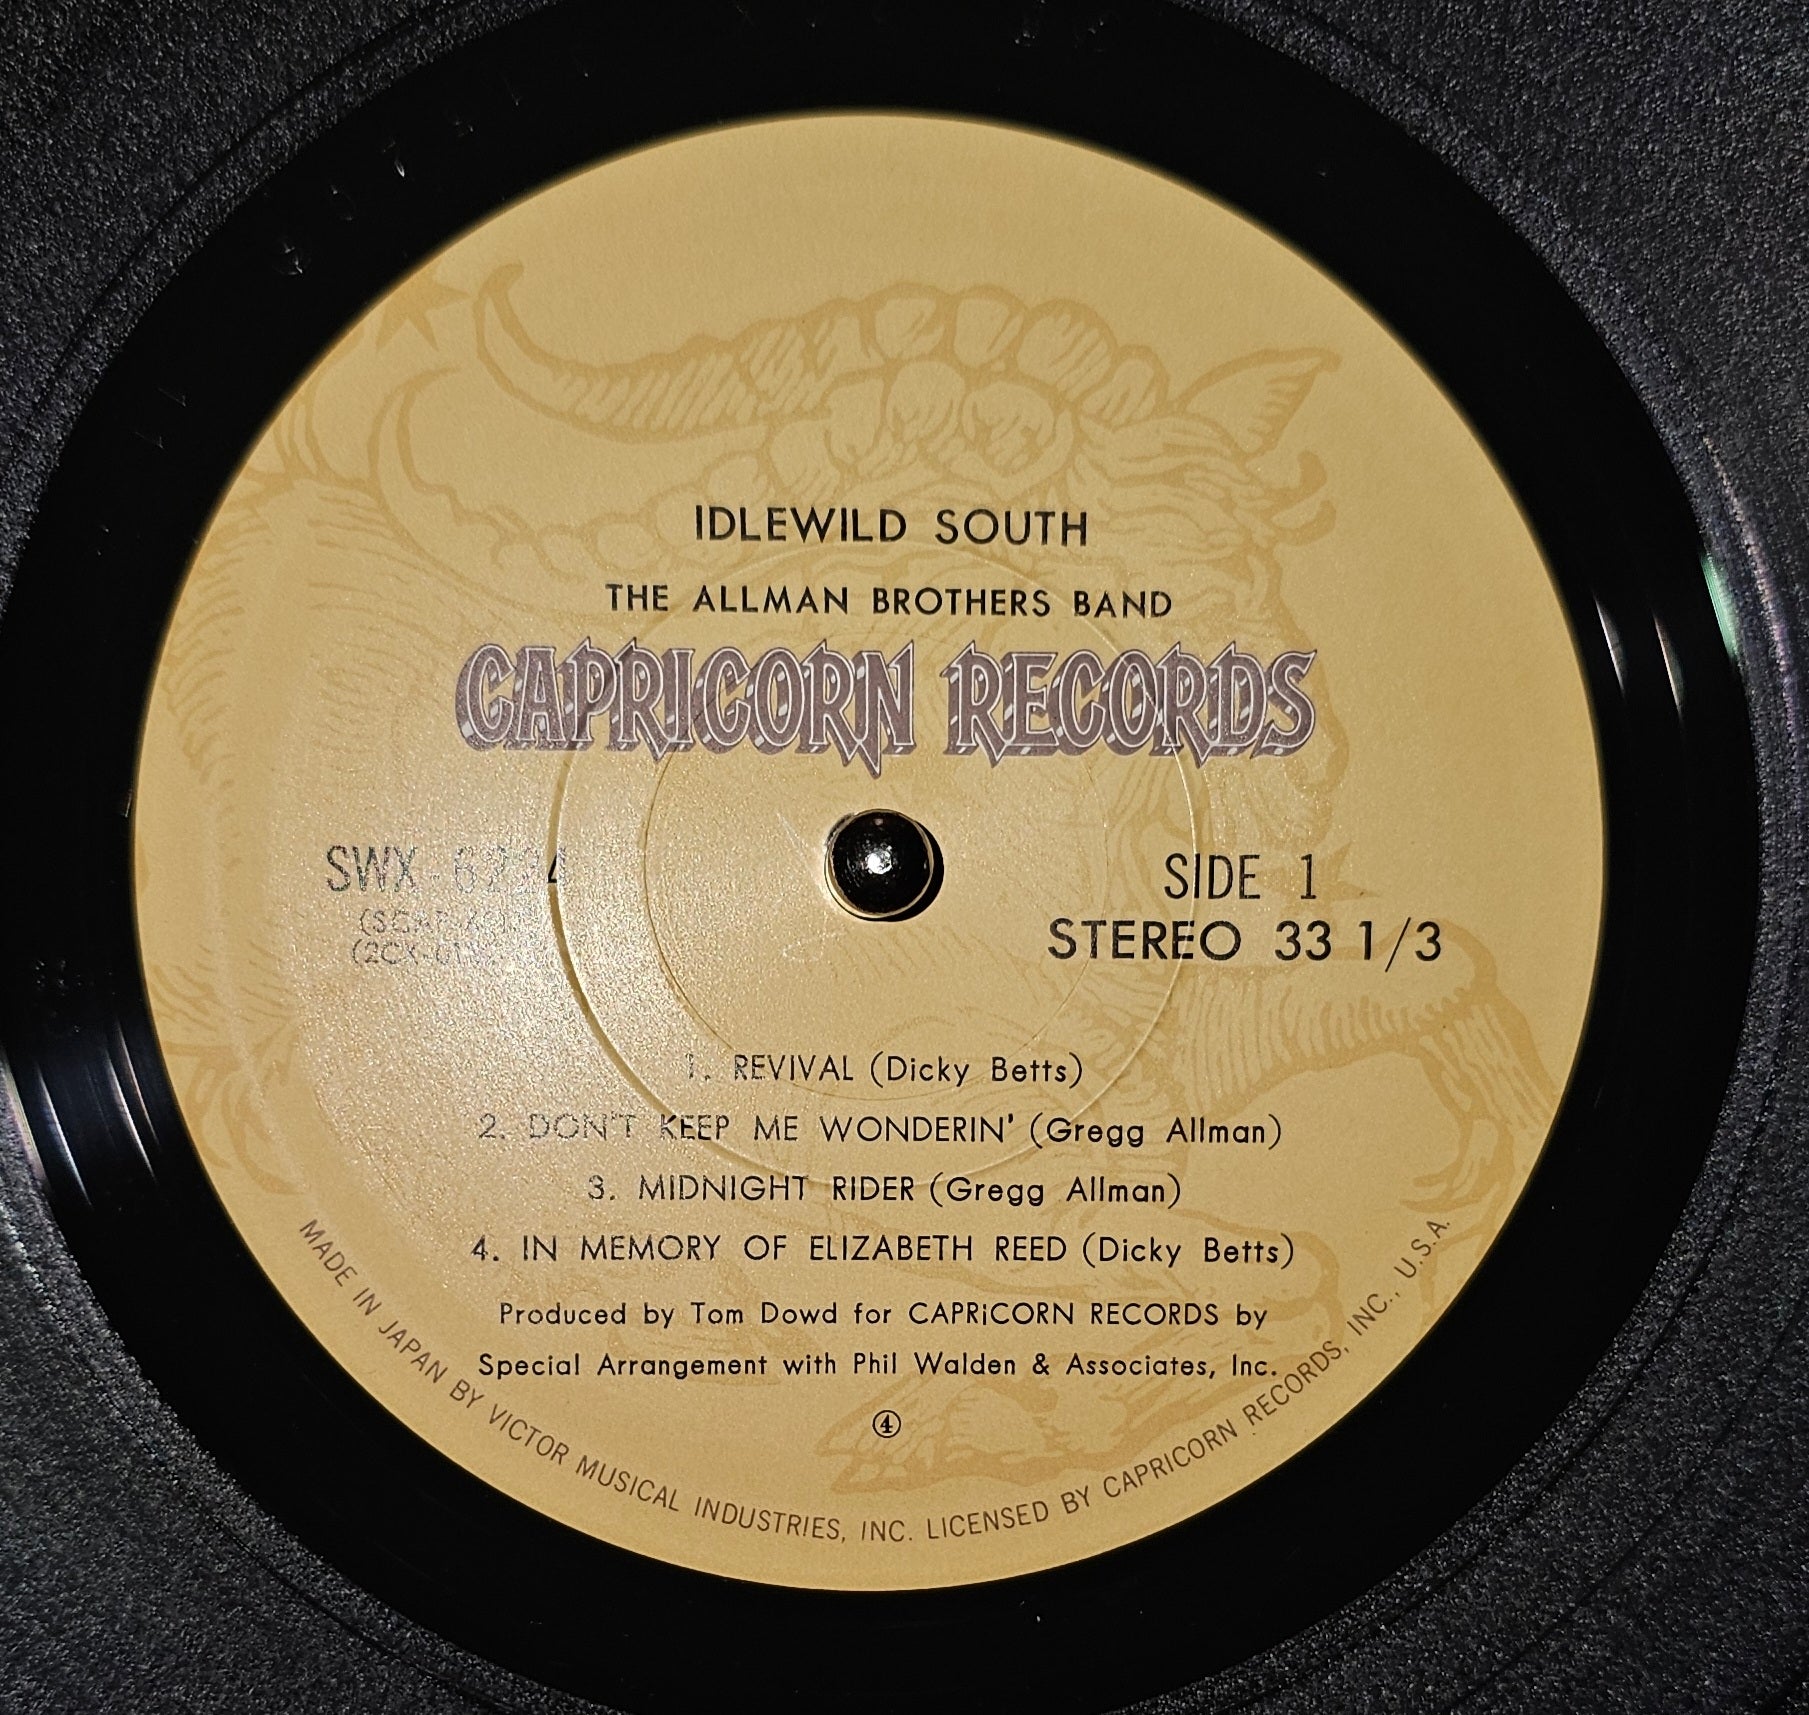 IDLEWILD SOUTH
THE ALLMAN BROTHERS BAND
CAPRICORN RECORDS
SWX-6224
SIDE 1
STEREO 33 1/3
1. REVIVAL (Dicky Betts)
2. DON'T KEEP ME WONDERIN' (Gregg Allman)
3. MIDNIGHT RIDER (Gregg Allman)
4. IN MEMORY OF ELIZABETH REED (Dicky Betts)
Produced by Tom Dowd for CAPRiCORN RECORDS by
Special Arrangement with Phil Walden & Associates, Inc.
④
MADE IN JAPAN BY VICTOR MUSICAL INDUSTRIES, INC. LICENSED BY CAPRICORN RECORDS, INC., U.S.A.